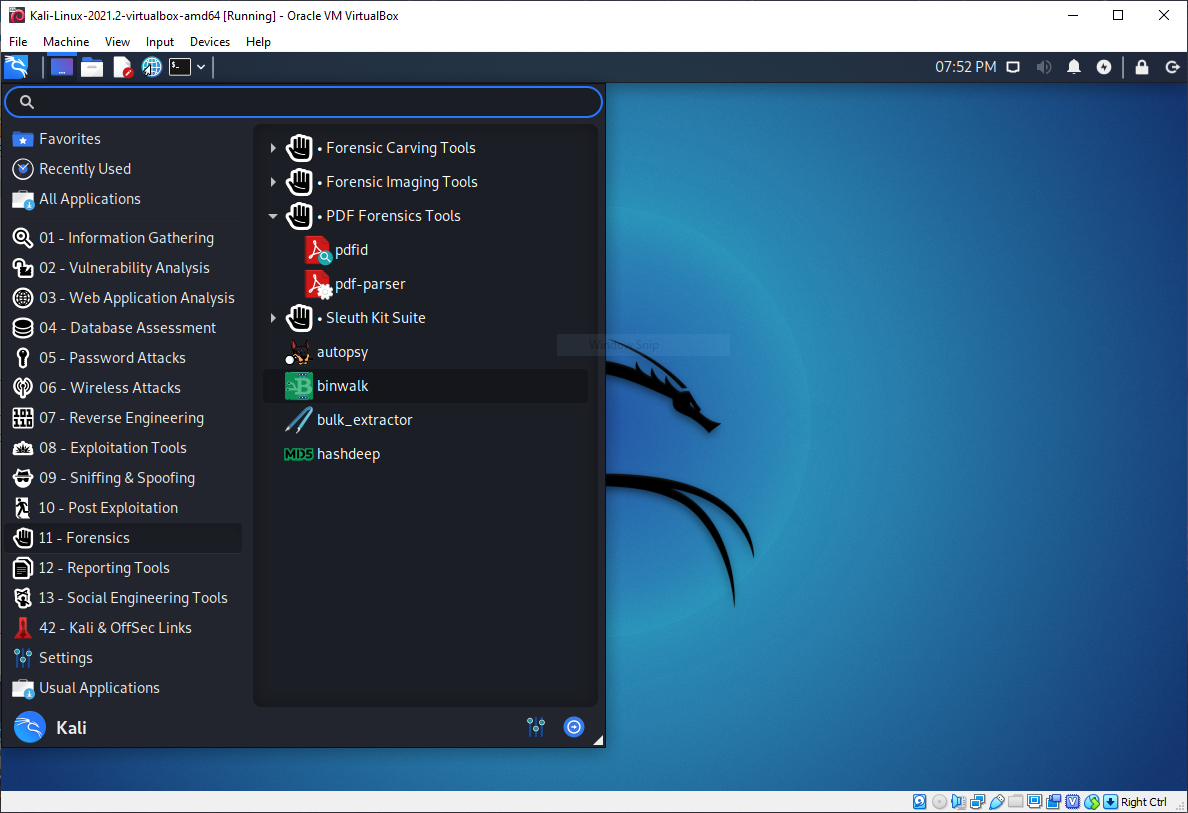 Kali-Linux-2021.2-virtualbox-amd64 [Running] - Oracle VM VirtualBox
File Machine View Input Devices Help
07:52 PM
Favorites
Recently Used
All Applications
01 - Information Gathering
02 - Vulnerability Analysis
03 - Web Application Analysis
04 - Database Assessment
05 - Password Attacks
06 - Wireless Attacks
07 - Reverse Engineering
08 - Exploitation Tools
09 - Sniffing & Spoofing
10 - Post Exploitation
11 - Forensics
12 - Reporting Tools
13 - Social Engineering Tools
42 - Kali & OffSec Links
Settings
Usual Applications
• Forensic Carving Tools
• Forensic Imaging Tools
• PDF Forensics Tools
pdfid
pdf-parser
• Sleuth Kit Suite
autopsy
binwalk
bulk_extractor
MD5 hashdeep
Window Snip
Kali
Right Ctrl